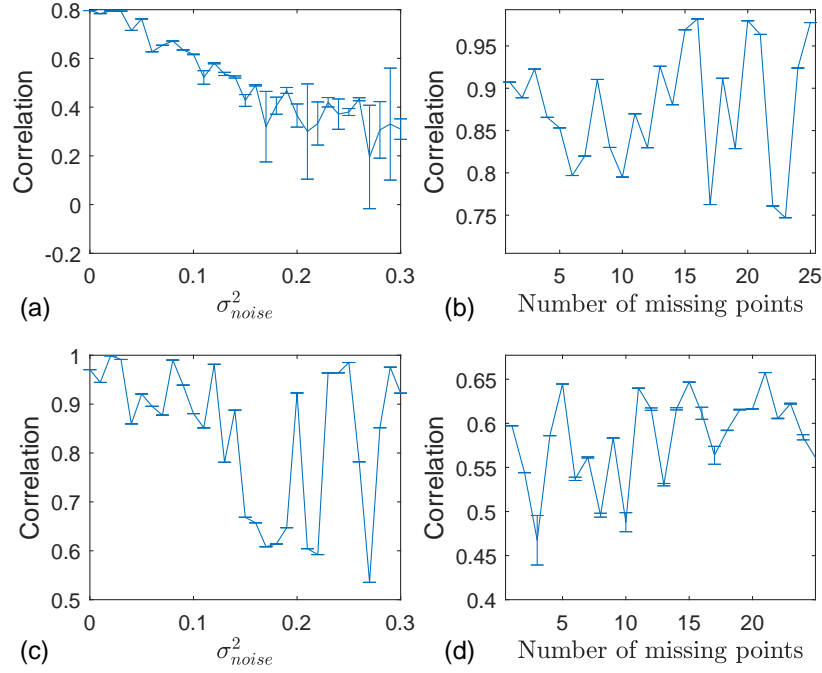 0.8
0.6
0.4
0.2
0
-0.2
Correlation
0 0.1 0.2 0.3
(a) σ²noise
0.95
0.9
0.85
0.8
0.75
Correlation
5 10 15 20 25
(b) Number of missing points
1
0.9
0.8
0.7
0.6
0.5
Correlation
0 0.1 0.2 0.3
(c) σ²noise
0.65
0.6
0.55
0.5
0.45
0.4
Correlation
5 10 15 20
(d) Number of missing points